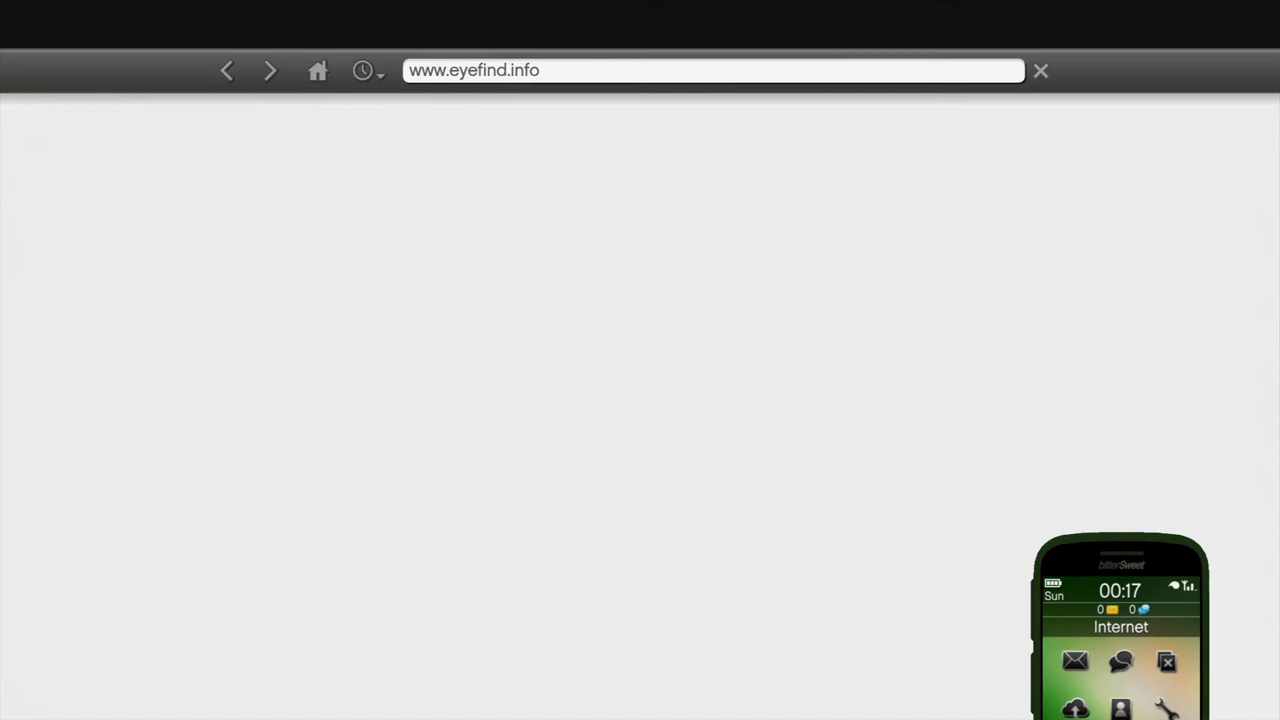 www.eyefind.info
bitterSweet
Sun
00:17
0 0
Internet